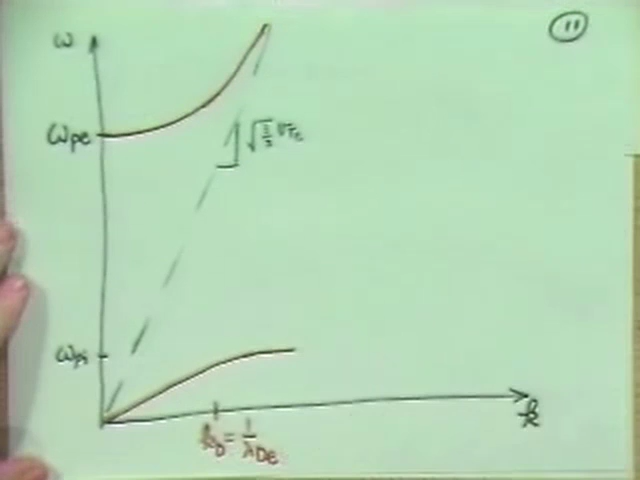 11
ω
ωpe
√3/2 vTe
ωpi
k
kD = 1/λDe